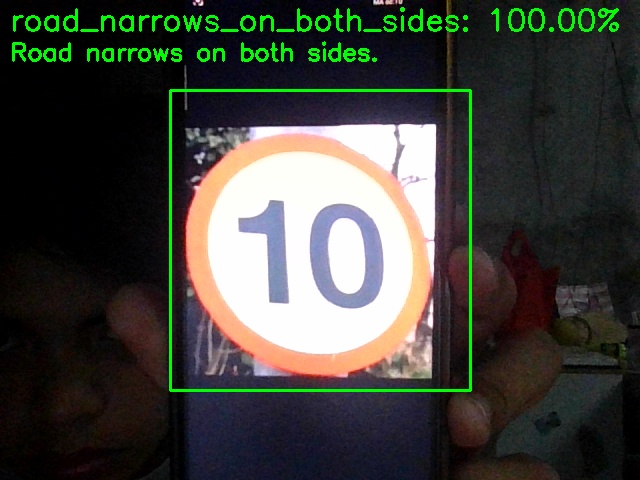 road_narrows_on_both_sides: 100.00%
Road narrows on both sides.
10